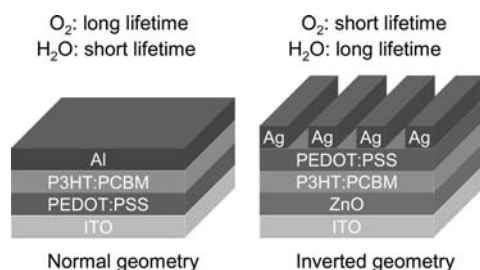 O₂: long lifetime
H₂O: short lifetime
Al
P3HT:PCBM
PEDOT:PSS
ITO
Normal geometry
O₂: short lifetime
H₂O: long lifetime
Ag Ag Ag Ag
PEDOT:PSS
P3HT:PCBM
ZnO
ITO
Inverted geometry